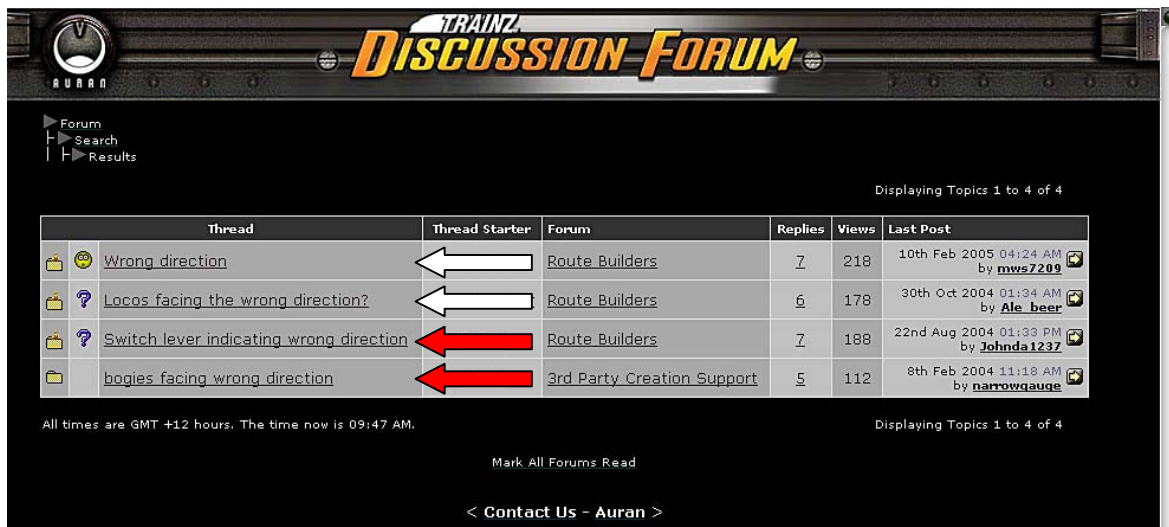 AURAN
TRAINZ
DISCUSSION FORUM
Forum
Search
Results
Displaying Topics 1 to 4 of 4
Thread Thread Starter Forum Replies Views Last Post
Wrong direction Route Builders 7 218 10th Feb 2005 04:24 AM
by mws7209
Locos facing the wrong direction? Route Builders 6 178 30th Oct 2004 01:34 AM
by Ale_beer
Switch lever indicating wrong direction Route Builders 7 188 22nd Aug 2004 01:33 PM
by Johnda1237
bogies facing wrong direction 3rd Party Creation Support 5 112 8th Feb 2004 11:18 AM
by narrowgauge
All times are GMT +12 hours. The time now is 09:47 AM. Displaying Topics 1 to 4 of 4
Mark All Forums Read
< Contact Us - Auran >